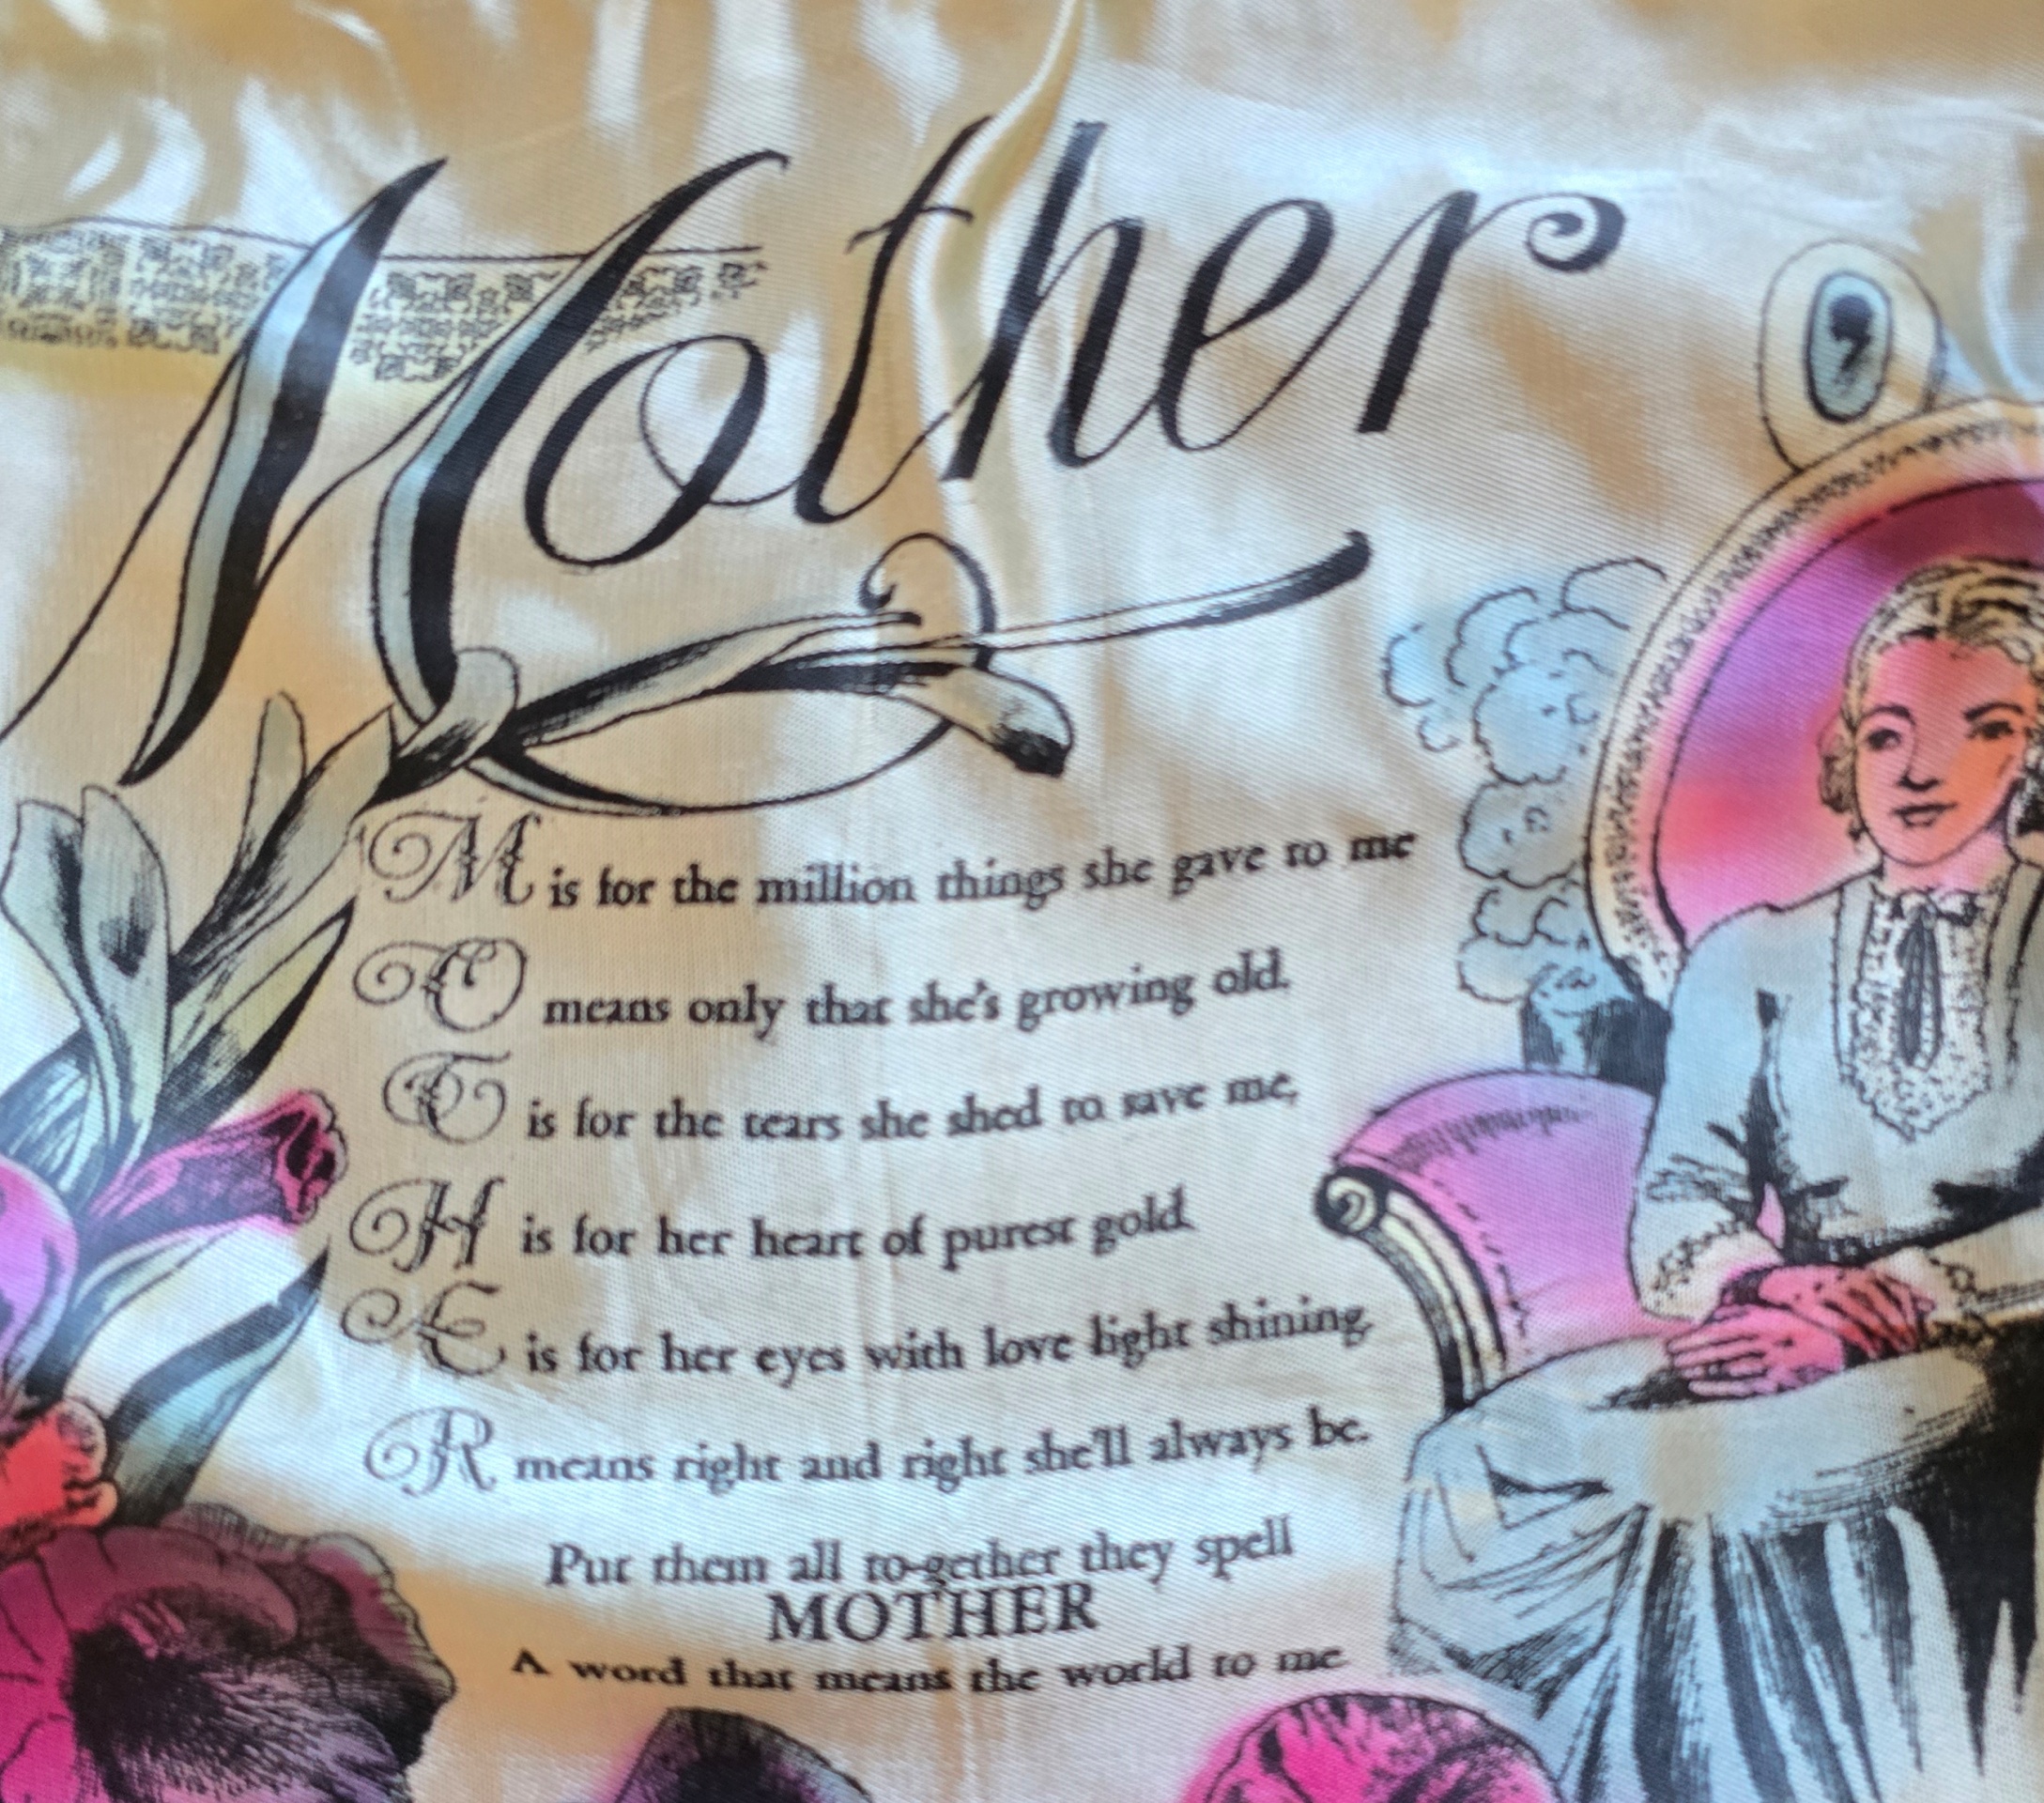 Mother
M is for the million things she gave to me
O means only that she's growing old.
T is for the tears she shed to save me,
H is for her heart of purest gold.
E is for her eyes with love light shining.
R means right and right she'll always be.
Put them all to-gether they spell
MOTHER
A word that means the world to me